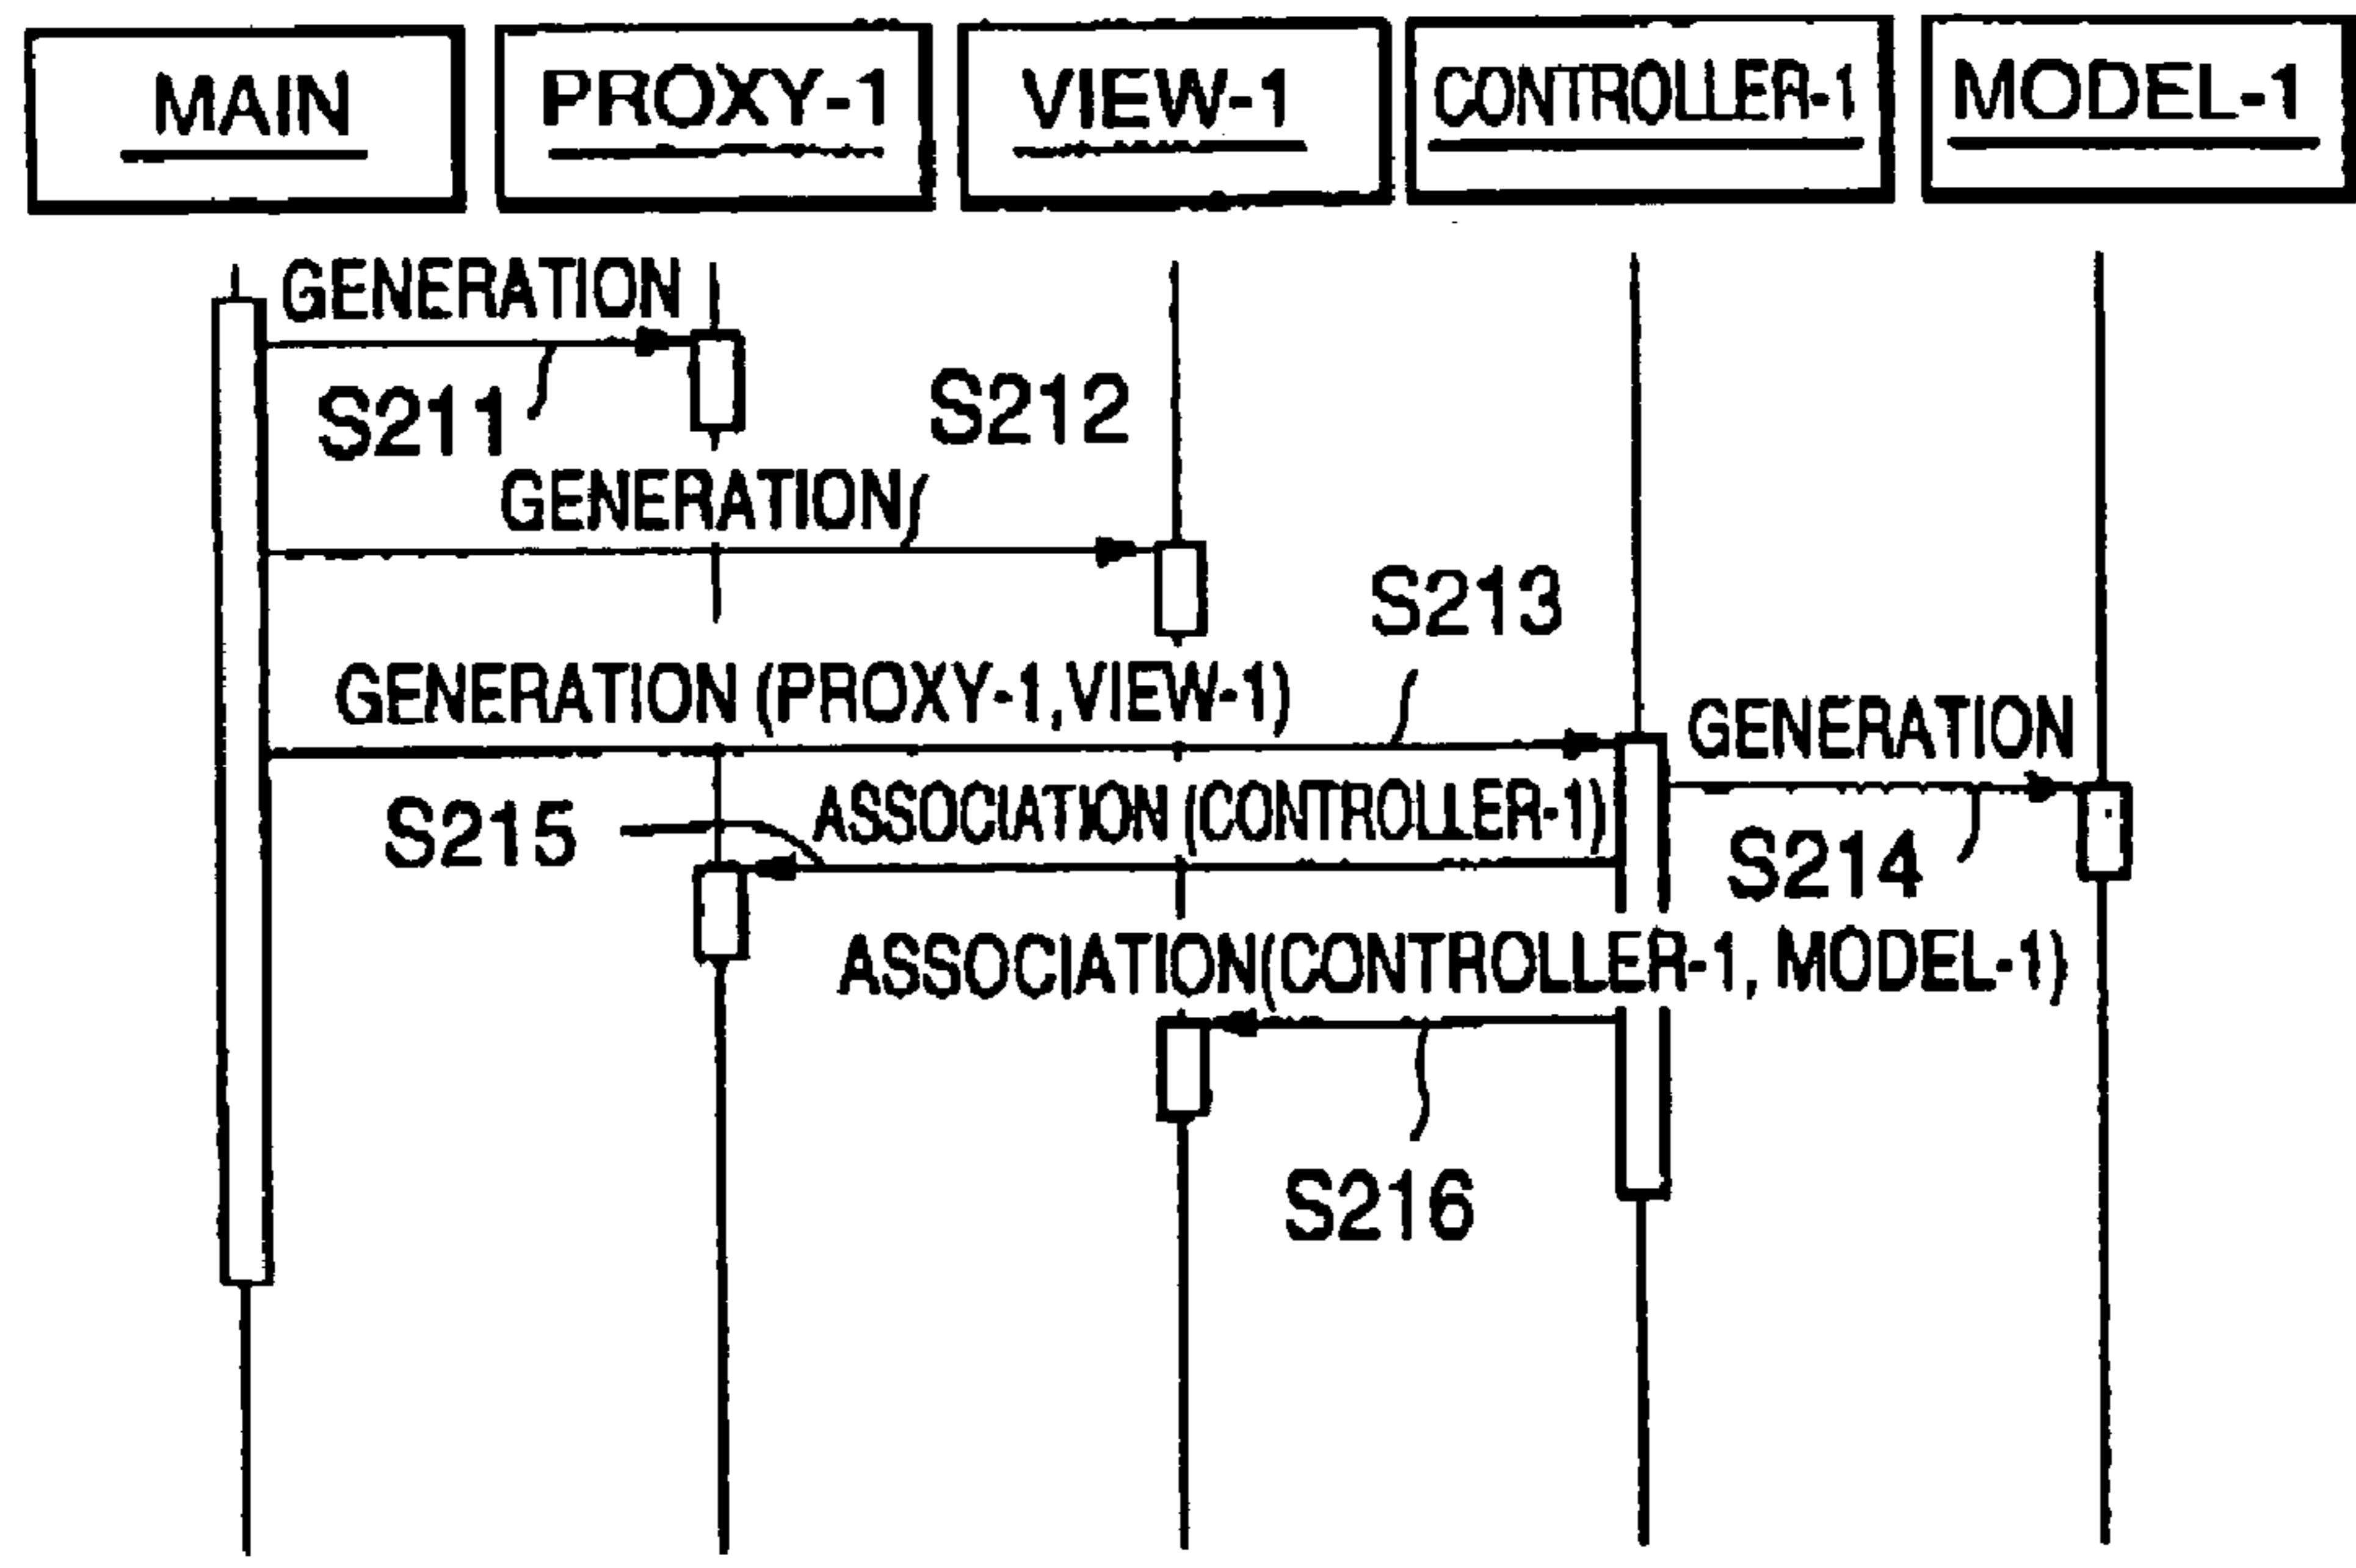 MAIN
PROXY-1
VIEW-1
CONTROLLER-1
MODEL-1
GENERATION
S211
S212
GENERATION
S213
GENERATION (PROXY-1,VIEW-1)
GENERATION
S215
ASSOCIATION (CONTROLLER-1)
S214
ASSOCIATION(CONTROLLER-1, MODEL-1)
S216